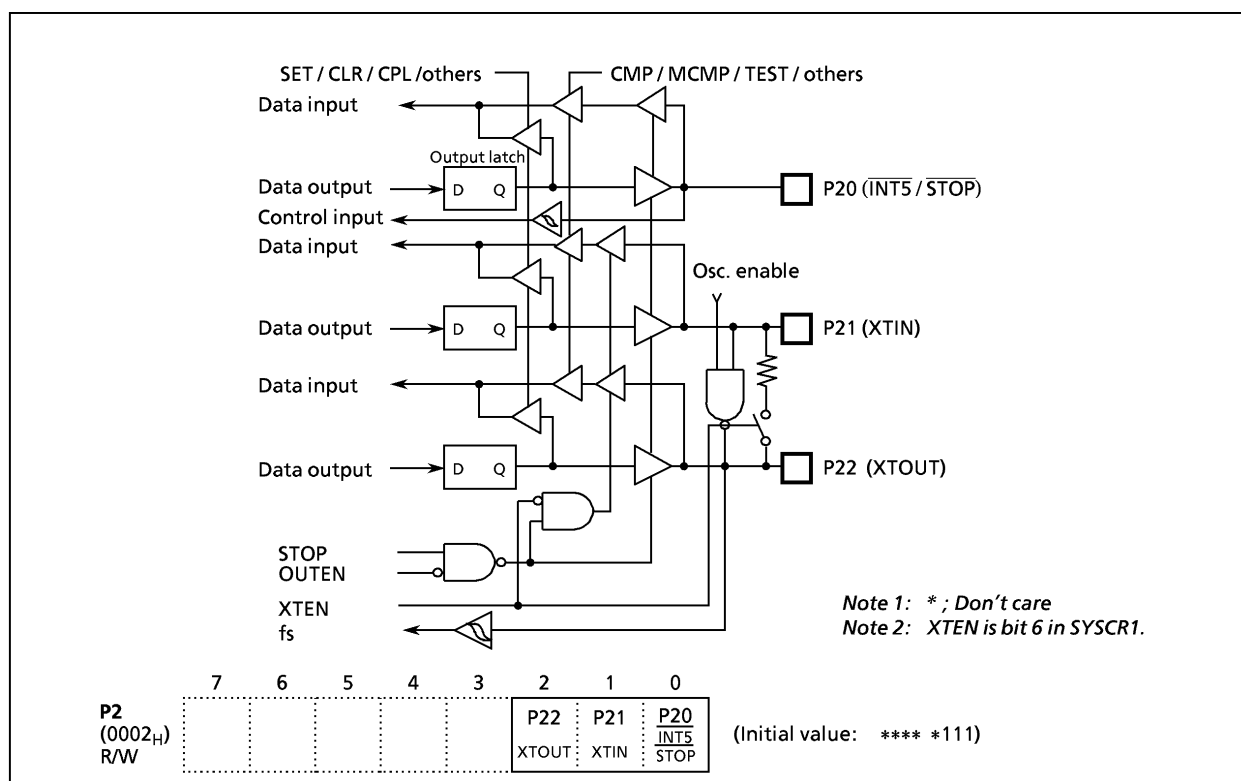 SET / CLR / CPL /others
CMP / MCMP / TEST / others
Data input
Output latch
Data output
D Q
P20 (INT5 / STOP)
Control input
Data input
Osc. enable
Data output
D Q
P21 (XTIN)
Data input
Data output
D Q
P22 (XTOUT)
STOP
OUTEN
XTEN
fs
Note 1: * ; Don't care
Note 2: XTEN is bit 6 in SYSCR1.
7 6 5 4 3 2 1 0
P2
(0002H)
R/W
P22
XTOUT
P21
XTIN
P20
INT5
STOP
(Initial value: **** *111)